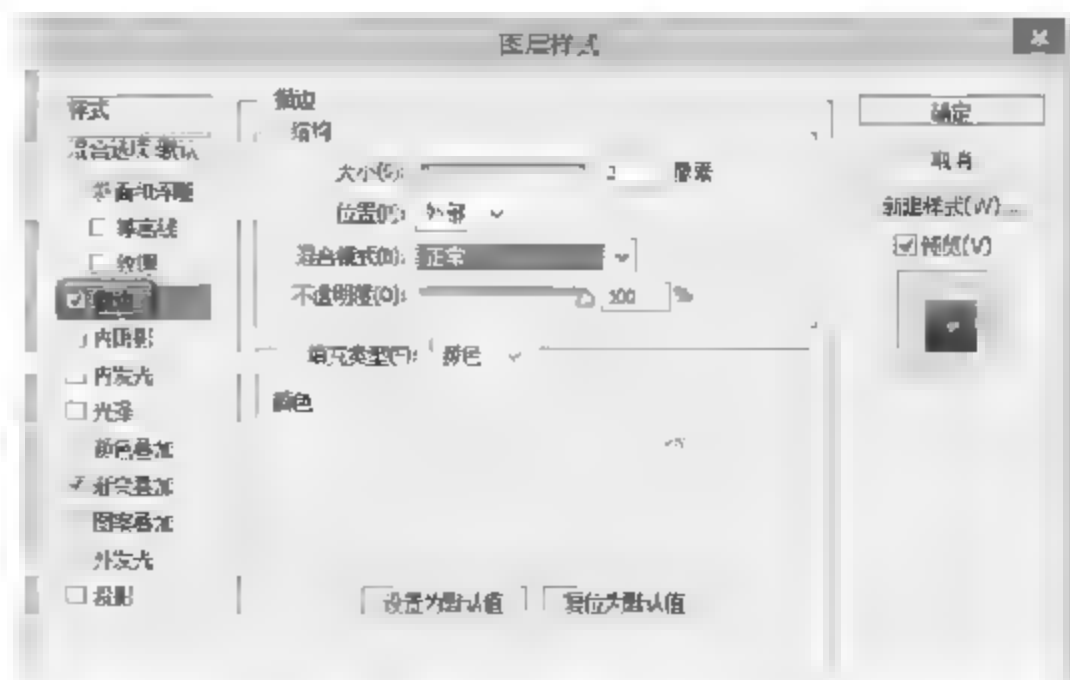 图层样式
样式
混合选项:默认
斜面和浮雕
等高线
纹理
描边
内阴影
内发光
光泽
颜色叠加
渐变叠加
图案叠加
外发光
投影
描边
结构
大小(S): 像素
位置(P): 外部
混合模式(B): 正常
不透明度(O): 100 %
填充类型(F): 颜色
颜色
设置为默认值 复位为默认值
确定
取消
新建样式(W)...
预览(V)